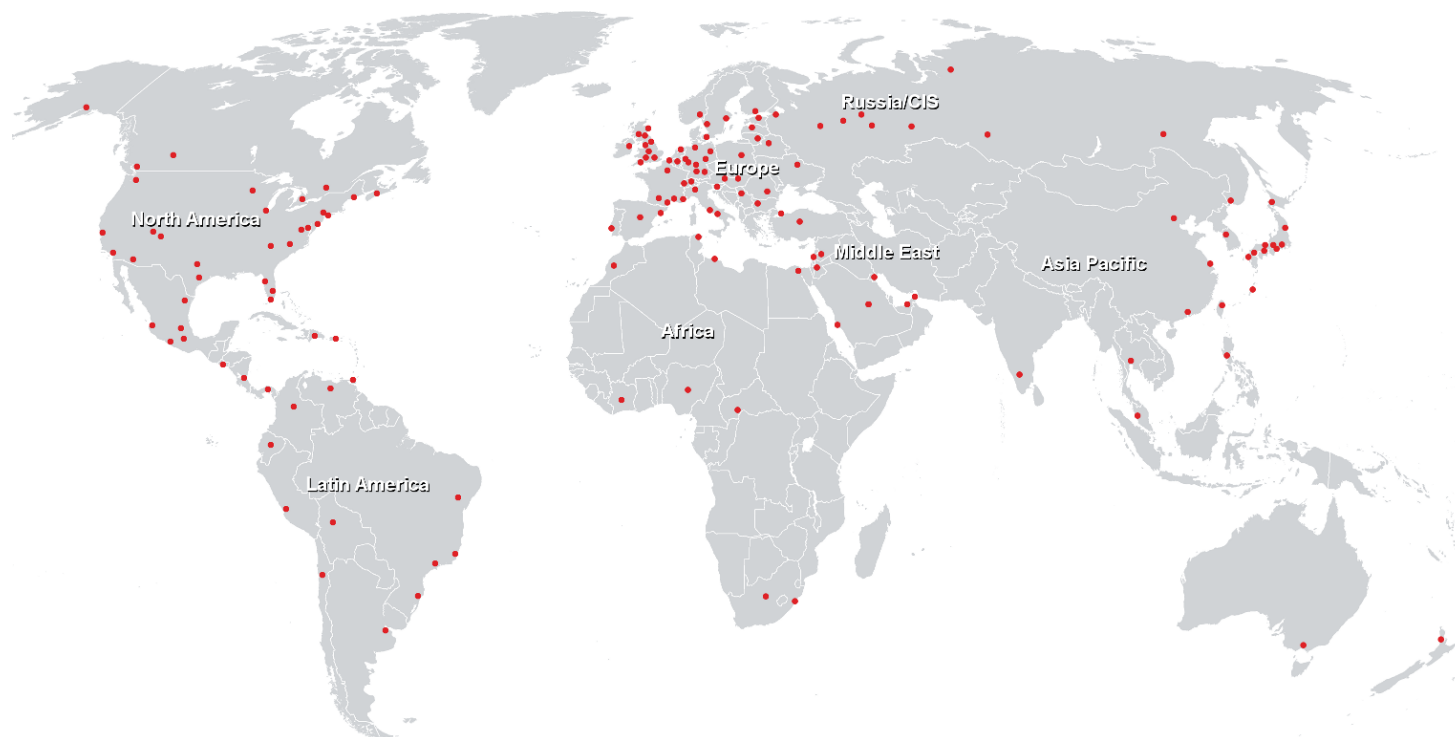 Russia/CIS
Europe
North America
Middle East
Asia Pacific
Africa
Latin America